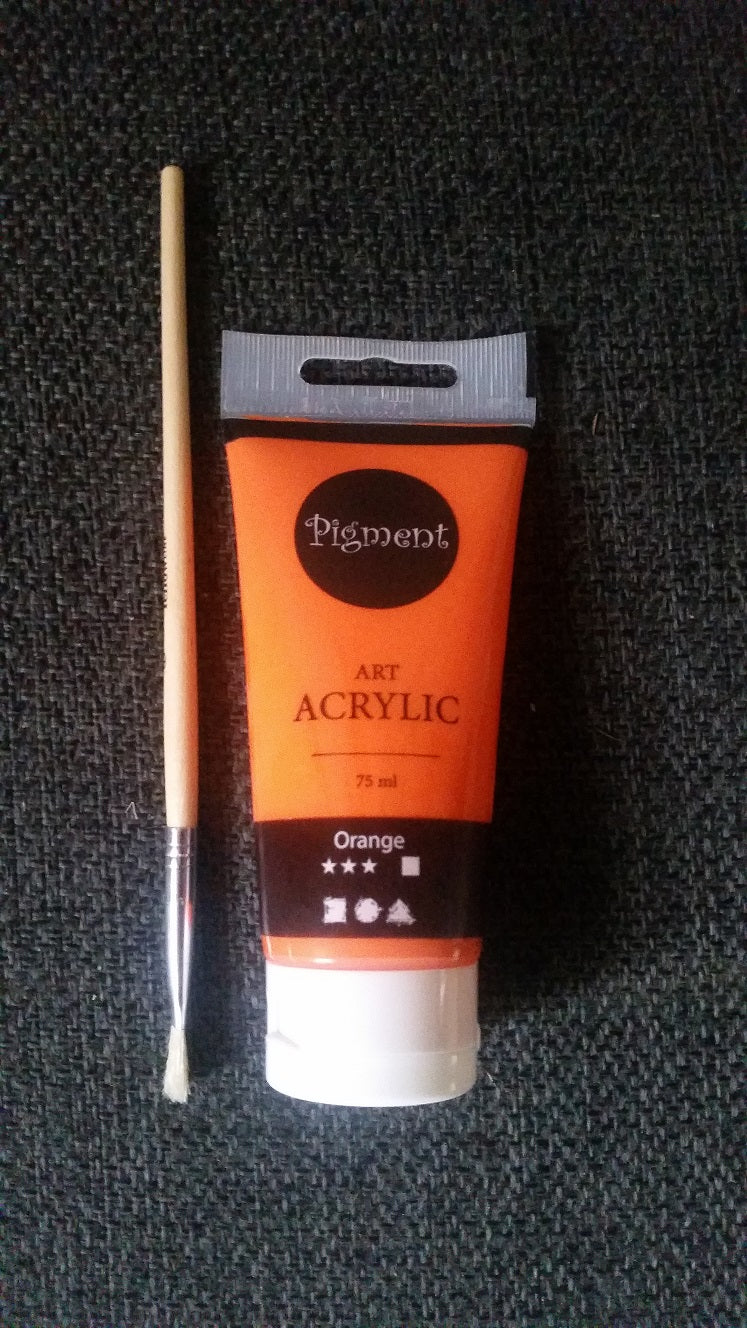 Pigment
ART
ACRYLIC
75 ml
Orange